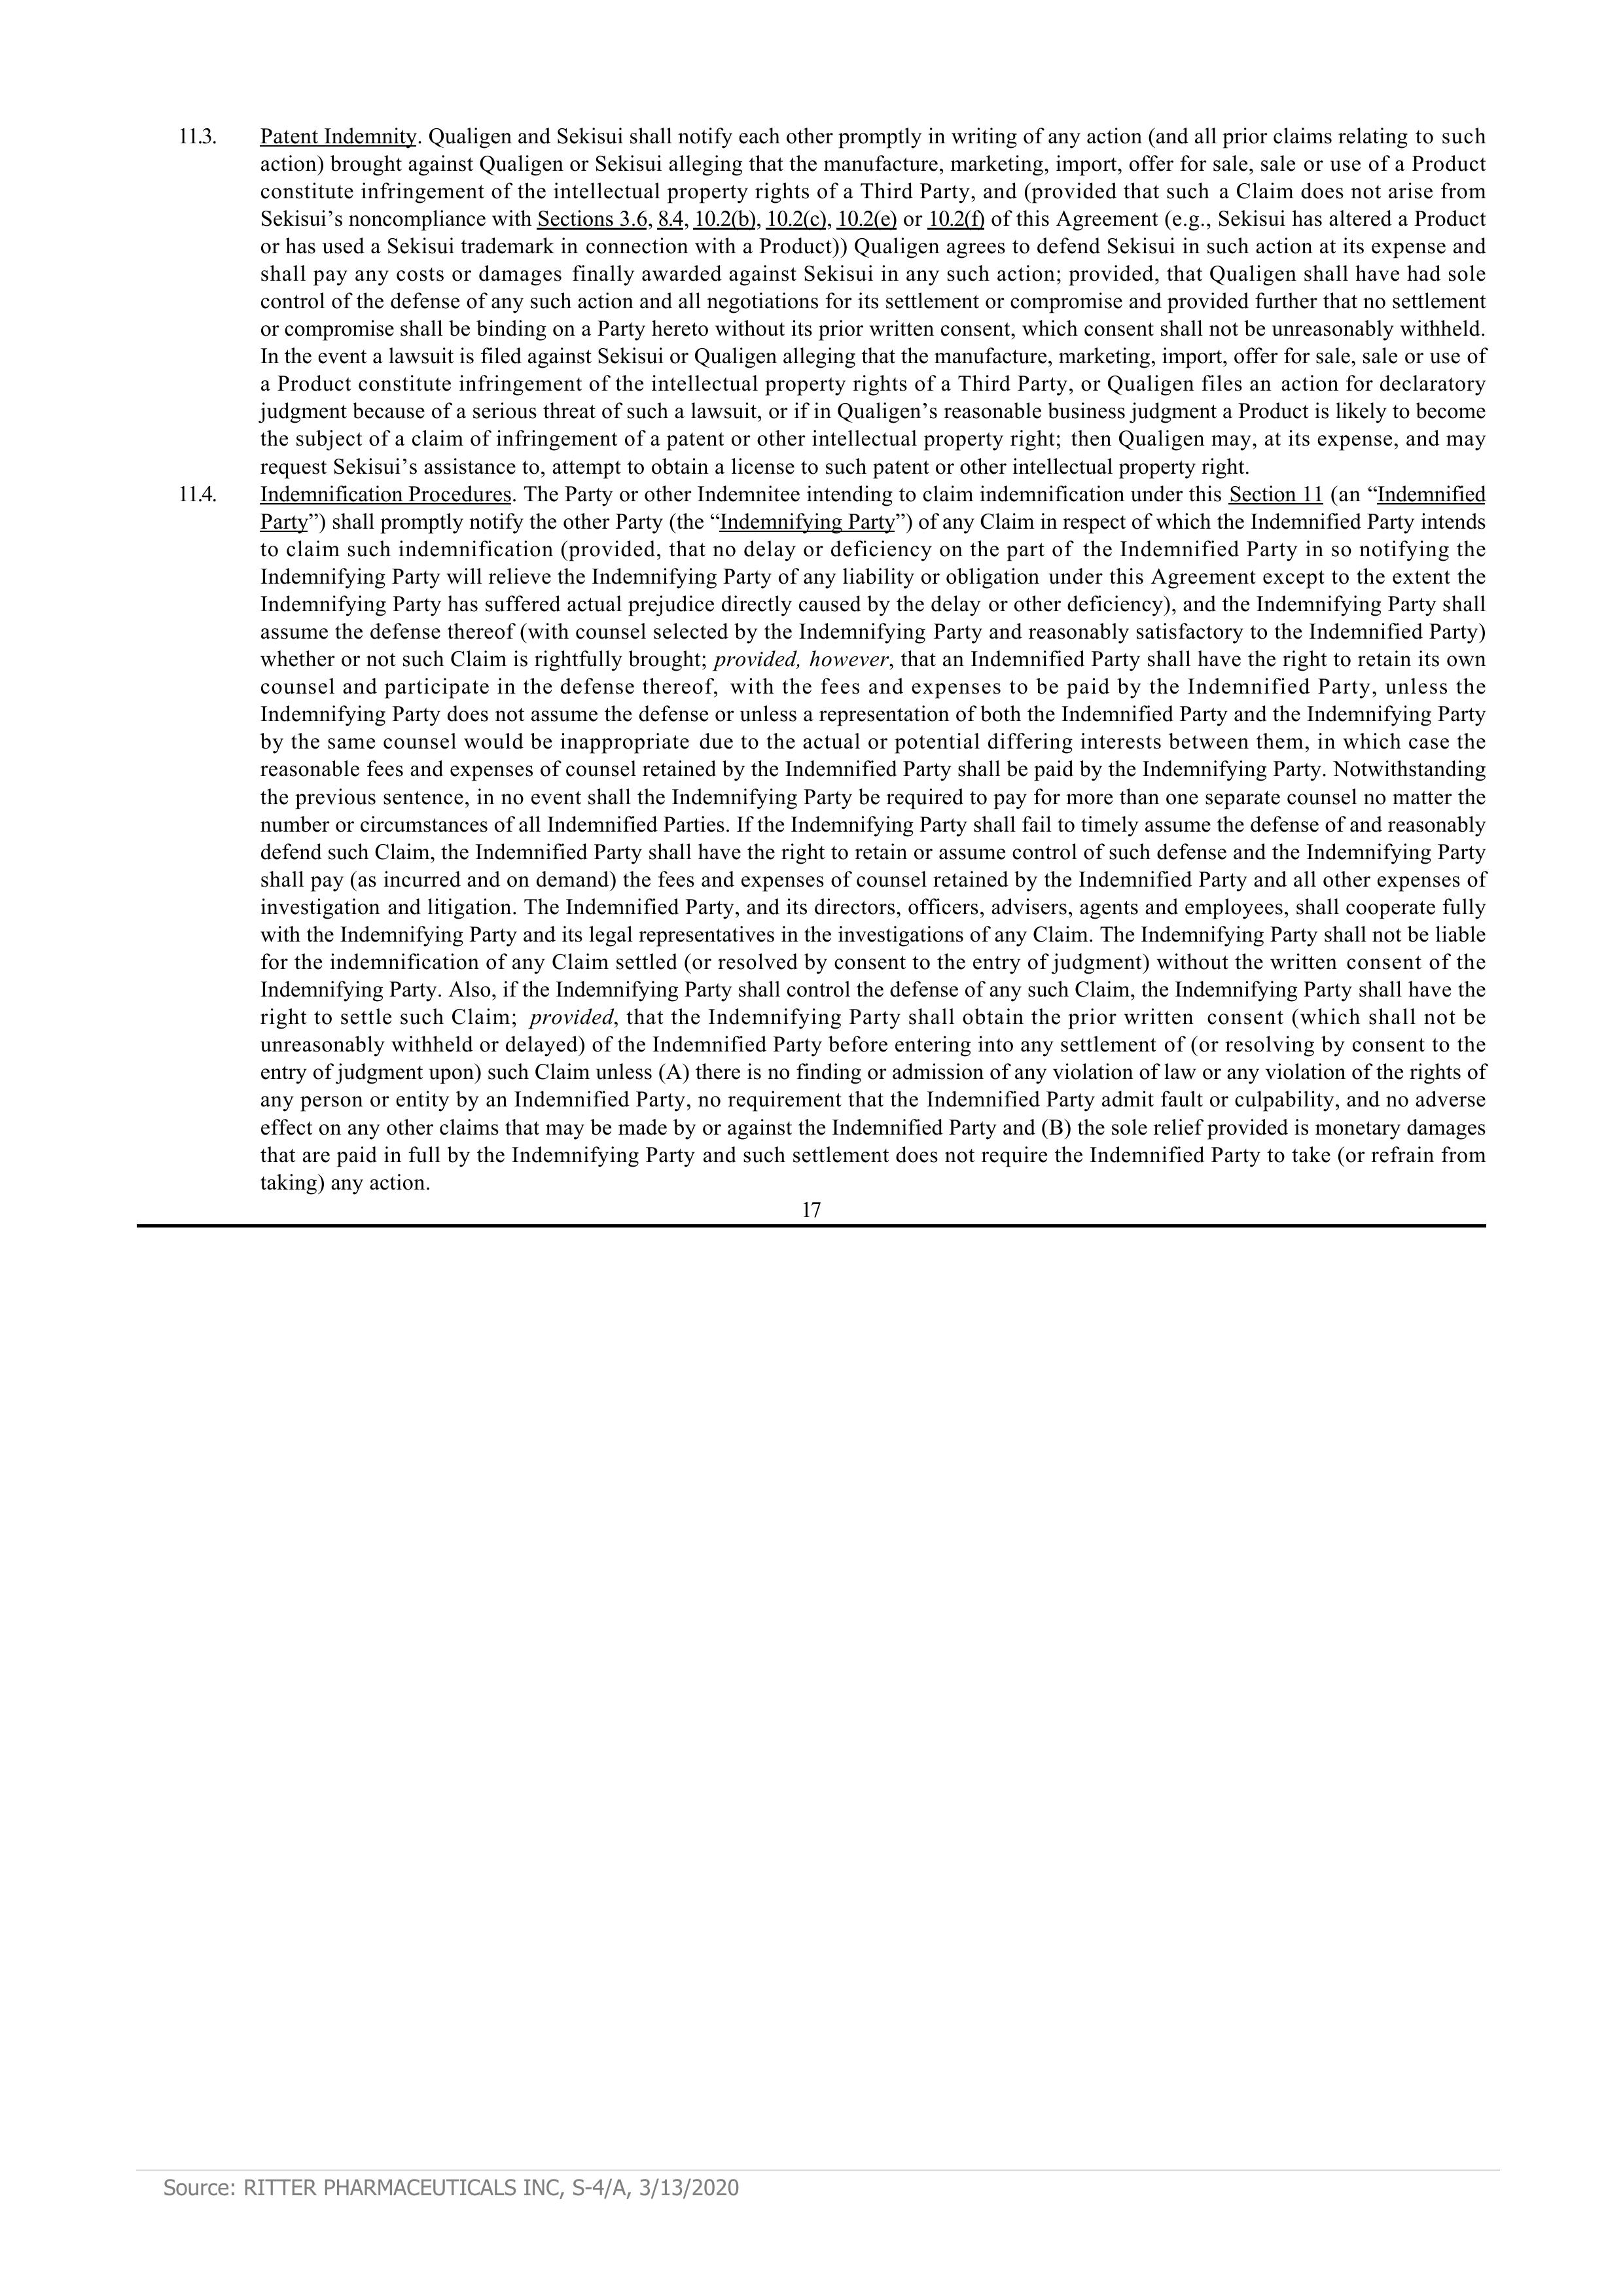 11.3. Patent Indemnity. Qualigen and Sekisui shall notify each other promptly in writing of any action (and all prior claims relating to such
action) brought against Qualigen or Sekisui alleging that the manufacture, marketing, import, offer for sale, sale or use of a Product
constitute infringement of the intellectual property rights of a Third Party, and (provided that such a Claim does not arise from
Sekisui’s noncompliance with Sections 3.6, 8.4, 10.2(b), 10.2(c), 10.2(e) or 10.2(f) of this Agreement (e.g., Sekisui has altered a Product
or has used a Sekisui trademark in connection with a Product)) Qualigen agrees to defend Sekisui in such action at its expense and
shall pay any costs or damages finally awarded against Sekisui in any such action; provided, that Qualigen shall have had sole
control of the defense of any such action and all negotiations for its settlement or compromise and provided further that no settlement
or compromise shall be binding on a Party hereto without its prior written consent, which consent shall not be unreasonably withheld.
In the event a lawsuit is filed against Sekisui or Qualigen alleging that the manufacture, marketing, import, offer for sale, sale or use of
a Product constitute infringement of the intellectual property rights of a Third Party, or Qualigen files an action for declaratory
judgment because of a serious threat of such a lawsuit, or if in Qualigen’s reasonable business judgment a Product is likely to become
the subject of a claim of infringement of a patent or other intellectual property right; then Qualigen may, at its expense, and may
request Sekisui’s assistance to, attempt to obtain a license to such patent or other intellectual property right.
11.4. Indemnification Procedures. The Party or other Indemnitee intending to claim indemnification under this Section 11 (an “Indemnified
Party”) shall promptly notify the other Party (the “Indemnifying Party”) of any Claim in respect of which the Indemnified Party intends
to claim such indemnification (provided, that no delay or deficiency on the part of the Indemnified Party in so notifying the
Indemnifying Party will relieve the Indemnifying Party of any liability or obligation under this Agreement except to the extent the
Indemnifying Party has suffered actual prejudice directly caused by the delay or other deficiency), and the Indemnifying Party shall
assume the defense thereof (with counsel selected by the Indemnifying Party and reasonably satisfactory to the Indemnified Party)
whether or not such Claim is rightfully brought; provided, however, that an Indemnified Party shall have the right to retain its own
counsel and participate in the defense thereof, with the fees and expenses to be paid by the Indemnified Party, unless the
Indemnifying Party does not assume the defense or unless a representation of both the Indemnified Party and the Indemnifying Party
by the same counsel would be inappropriate due to the actual or potential differing interests between them, in which case the
reasonable fees and expenses of counsel retained by the Indemnified Party shall be paid by the Indemnifying Party. Notwithstanding
the previous sentence, in no event shall the Indemnifying Party be required to pay for more than one separate counsel no matter the
number or circumstances of all Indemnified Parties. If the Indemnifying Party shall fail to timely assume the defense of and reasonably
defend such Claim, the Indemnified Party shall have the right to retain or assume control of such defense and the Indemnifying Party
shall pay (as incurred and on demand) the fees and expenses of counsel retained by the Indemnified Party and all other expenses of
investigation and litigation. The Indemnified Party, and its directors, officers, advisers, agents and employees, shall cooperate fully
with the Indemnifying Party and its legal representatives in the investigations of any Claim. The Indemnifying Party shall not be liable
for the indemnification of any Claim settled (or resolved by consent to the entry of judgment) without the written consent of the
Indemnifying Party. Also, if the Indemnifying Party shall control the defense of any such Claim, the Indemnifying Party shall have the
right to settle such Claim; provided, that the Indemnifying Party shall obtain the prior written consent (which shall not be
unreasonably withheld or delayed) of the Indemnified Party before entering into any settlement of (or resolving by consent to the
entry of judgment upon) such Claim unless (A) there is no finding or admission of any violation of law or any violation of the rights of
any person or entity by an Indemnified Party, no requirement that the Indemnified Party admit fault or culpability, and no adverse
effect on any other claims that may be made by or against the Indemnified Party and (B) the sole relief provided is monetary damages
that are paid in full by the Indemnifying Party and such settlement does not require the Indemnified Party to take (or refrain from
taking) any action.
17
Source: RITTER PHARMACEUTICALS INC, S-4/A, 3/13/2020